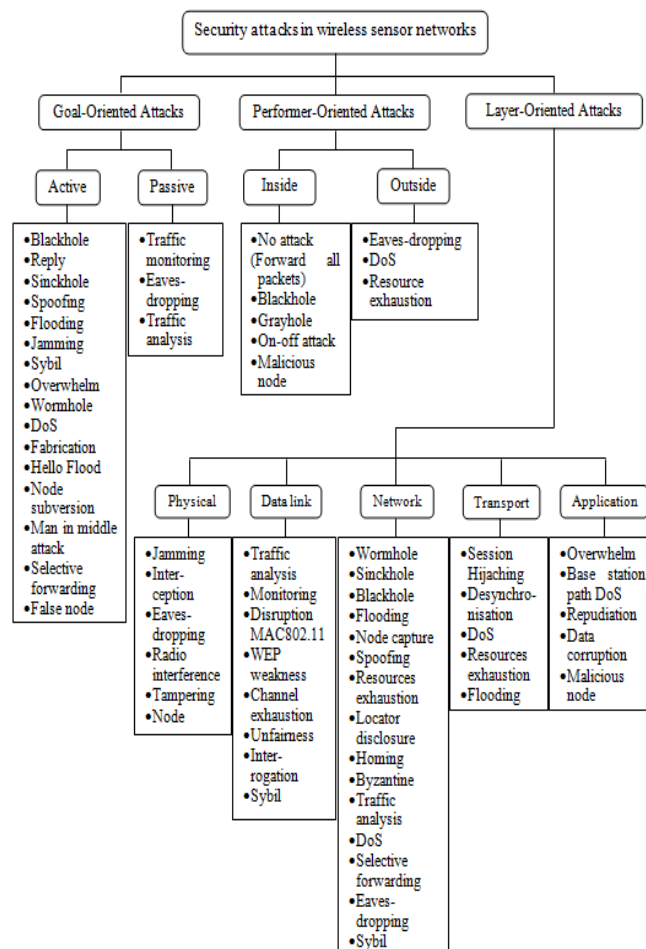 Security attacks in wireless sensor networks
Goal-Oriented Attacks
Performer-Oriented Attacks
Layer-Oriented Attacks
Active
Passive
Inside
Outside
•Blackhole
•Reply
•Sinckhole
•Spoofing
•Flooding
•Jamming
•Sybil
•Overwhelm
•Wormhole
•DoS
•Fabrication
•Hello Flood
•Node
subversion
•Man in middle
attack
•Selective
forwarding
•False node
•Traffic
monitoring
•Eaves-
dropping
•Traffic
analysis
•No attack
(Forward all
packets)
•Blackhole
•Grayhole
•On-off attack
•Malicious
node
•Eaves-dropping
•DoS
•Resource
exhaustion
Physical
Data link
Network
Transport
Application
•Jamming
•Inter-
ception
•Eaves-
dropping
•Radio
interference
•Tampering
•Node
•Traffic
analysis
•Monitoring
•Disruption
MAC802.11
•WEP
weakness
•Channel
exhaustion
•Unfairness
•Inter-
rogation
•Sybil
•Wormhole
•Sinckhole
•Blackhole
•Flooding
•Node capture
•Spoofing
•Resources
exhaustion
•Locator
disclosure
•Homing
•Byzantine
•Traffic
analysis
•DoS
•Selective
forwarding
•Eaves-
dropping
•Sybil
•Session
Hijaching
•Desynchro-
nisation
•DoS
•Resources
exhaustion
•Flooding
•Overwhelm
•Base station
path DoS
•Repudiation
•Data
corruption
•Malicious
node